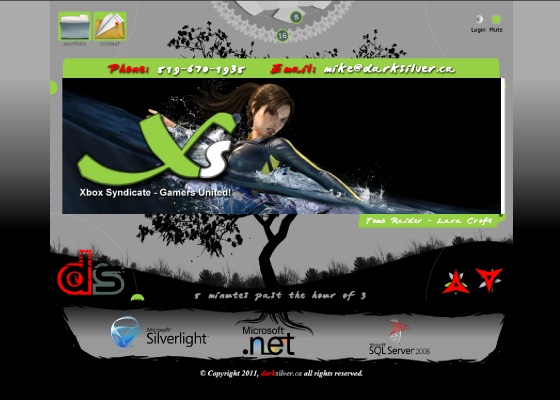 8
16
portfolio
contact
Login Mute
Phone: 519-670-1935 Email: mike@darksilver.ca
Xs
Xbox Syndicate - Gamers United!
Tomb Raider - Lara Croft
ds
5 minutes past the hour of 3
Microsoft
Silverlight
Microsoft
.net
Microsoft
SQL Server 2008
© Copyright 2011, darksilver.ca all rights reserved.